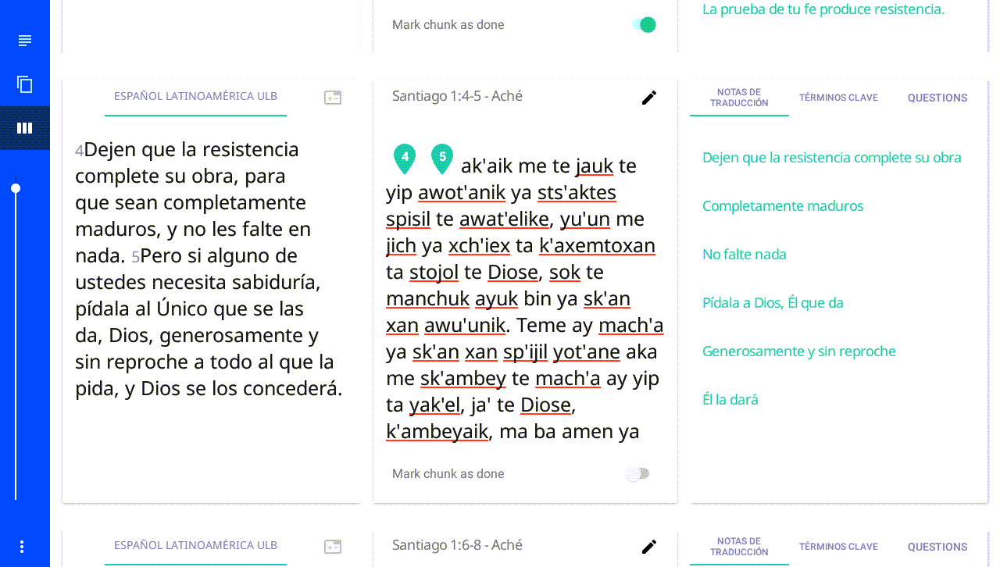 Mark chunk as done
La prueba de tu fe produce resistencia.
ESPAÑOL LATINOAMÉRICA ULB
4Dejen que la resistencia
complete su obra, para
que sean completamente
maduros, y no les falte en
nada. 5Pero si alguno de
ustedes necesita sabiduría,
pídala al Único que se las
da, Dios, generosamente y
sin reproche a todo al que la
pida, y Dios se los concederá.
Santiago 1:4-5 - Aché
4 5 ak'aik me te jauk te
yip awot'anik ya sts'aktes
spisil te awat'elike, yu'un me
jich ya xch'iex ta k'axemtoxan
ta stojol te Diose, sok te
manchuk ayuk bin ya sk'an
xan awu'unik. Teme ay mach'a
ya sk'an xan sp'ijil yot'ane aka
me sk'ambey te mach'a ay yip
ta yak'el, ja' te Diose,
k'ambeyaik, ma ba amen ya
Mark chunk as done
NOTAS DE
TRADUCCIÓN
TÉRMINOS CLAVE
QUESTIONS
Dejen que la resistencia complete su obra
Completamente maduros
No falte nada
Pídala a Dios, Él que da
Generosamente y sin reproche
Él la dará
ESPAÑOL LATINOAMÉRICA ULB
Santiago 1:6-8 - Aché
NOTAS DE
TRADUCCIÓN
TÉRMINOS CLAVE
QUESTIONS